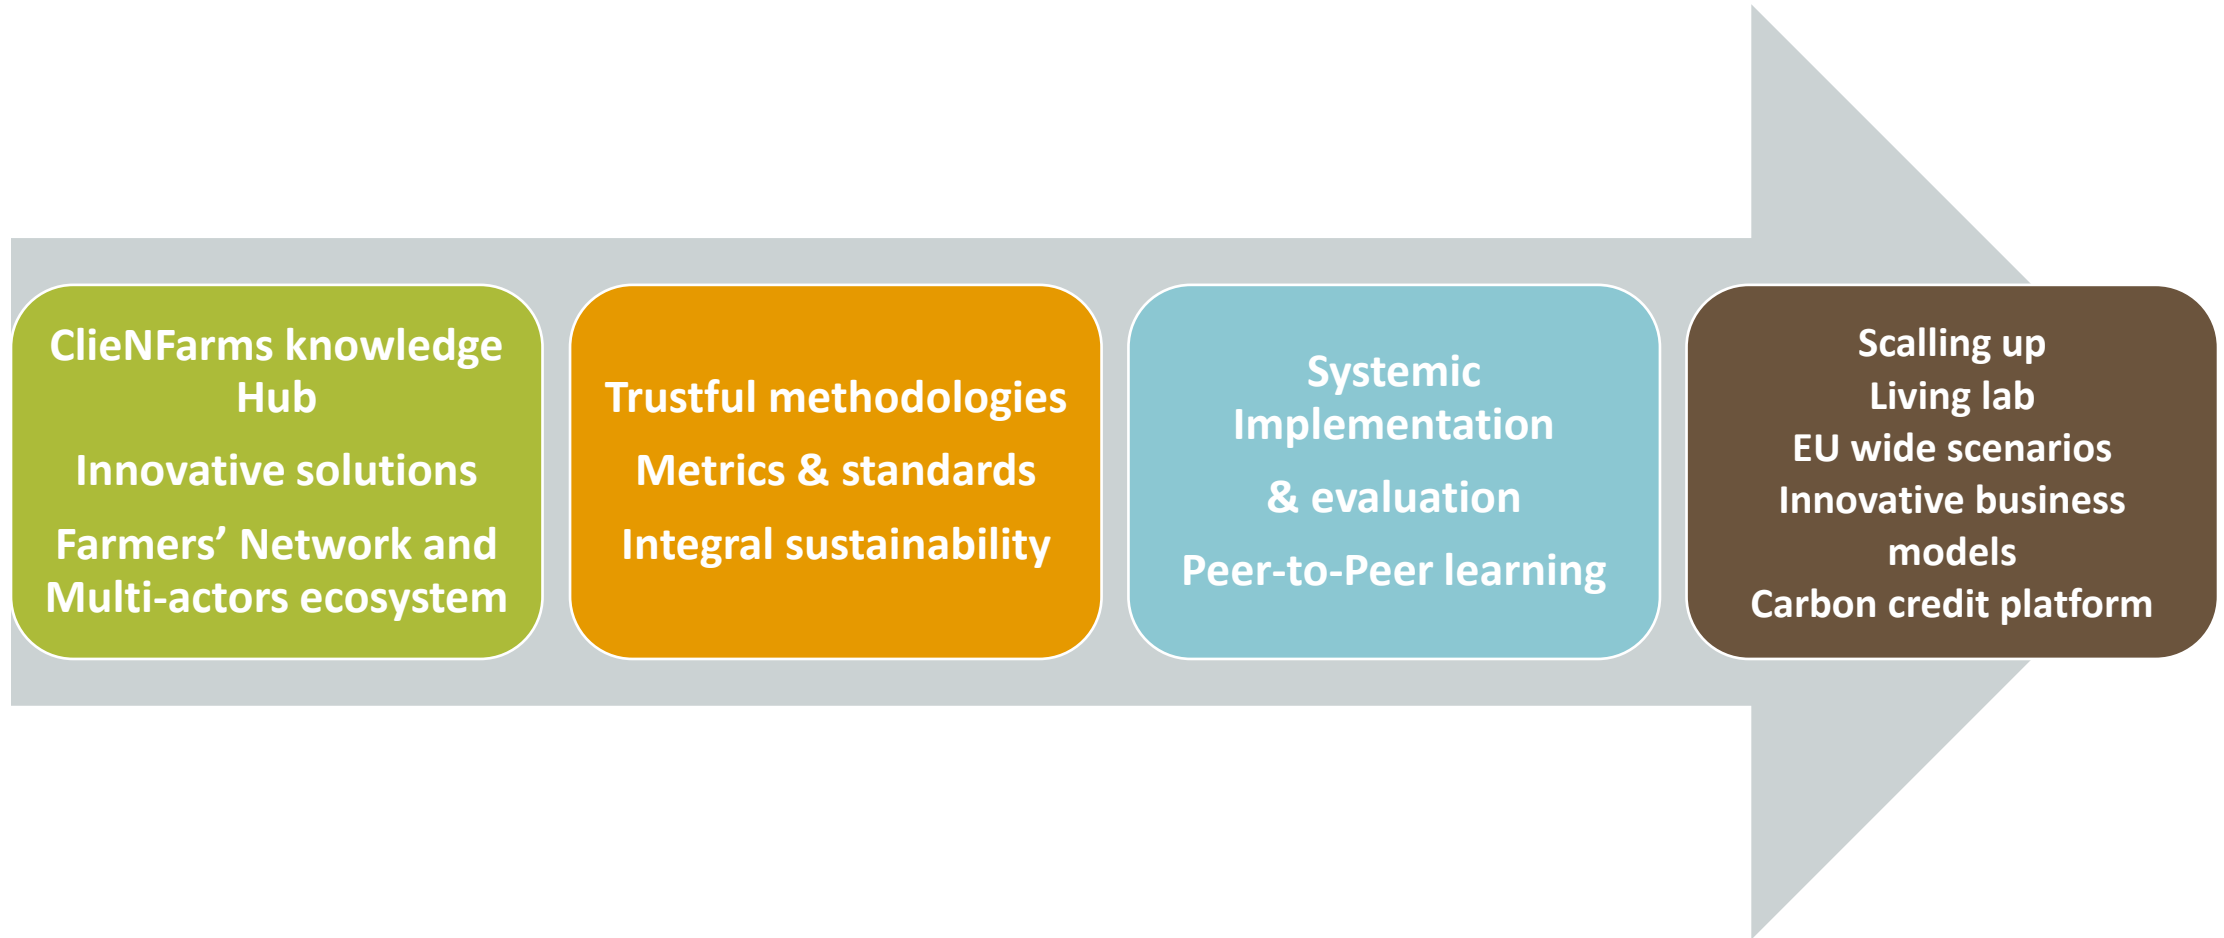 ClieNFarms knowledge
Hub
Innovative solutions
Farmers’ Network and
Multi-actors ecosystem
Trustful methodologies
Metrics & standards
Integral sustainability
Systemic
Implementation
& evaluation
Peer-to-Peer learning
Scalling up
Living lab
EU wide scenarios
Innovative business
models
Carbon credit platform